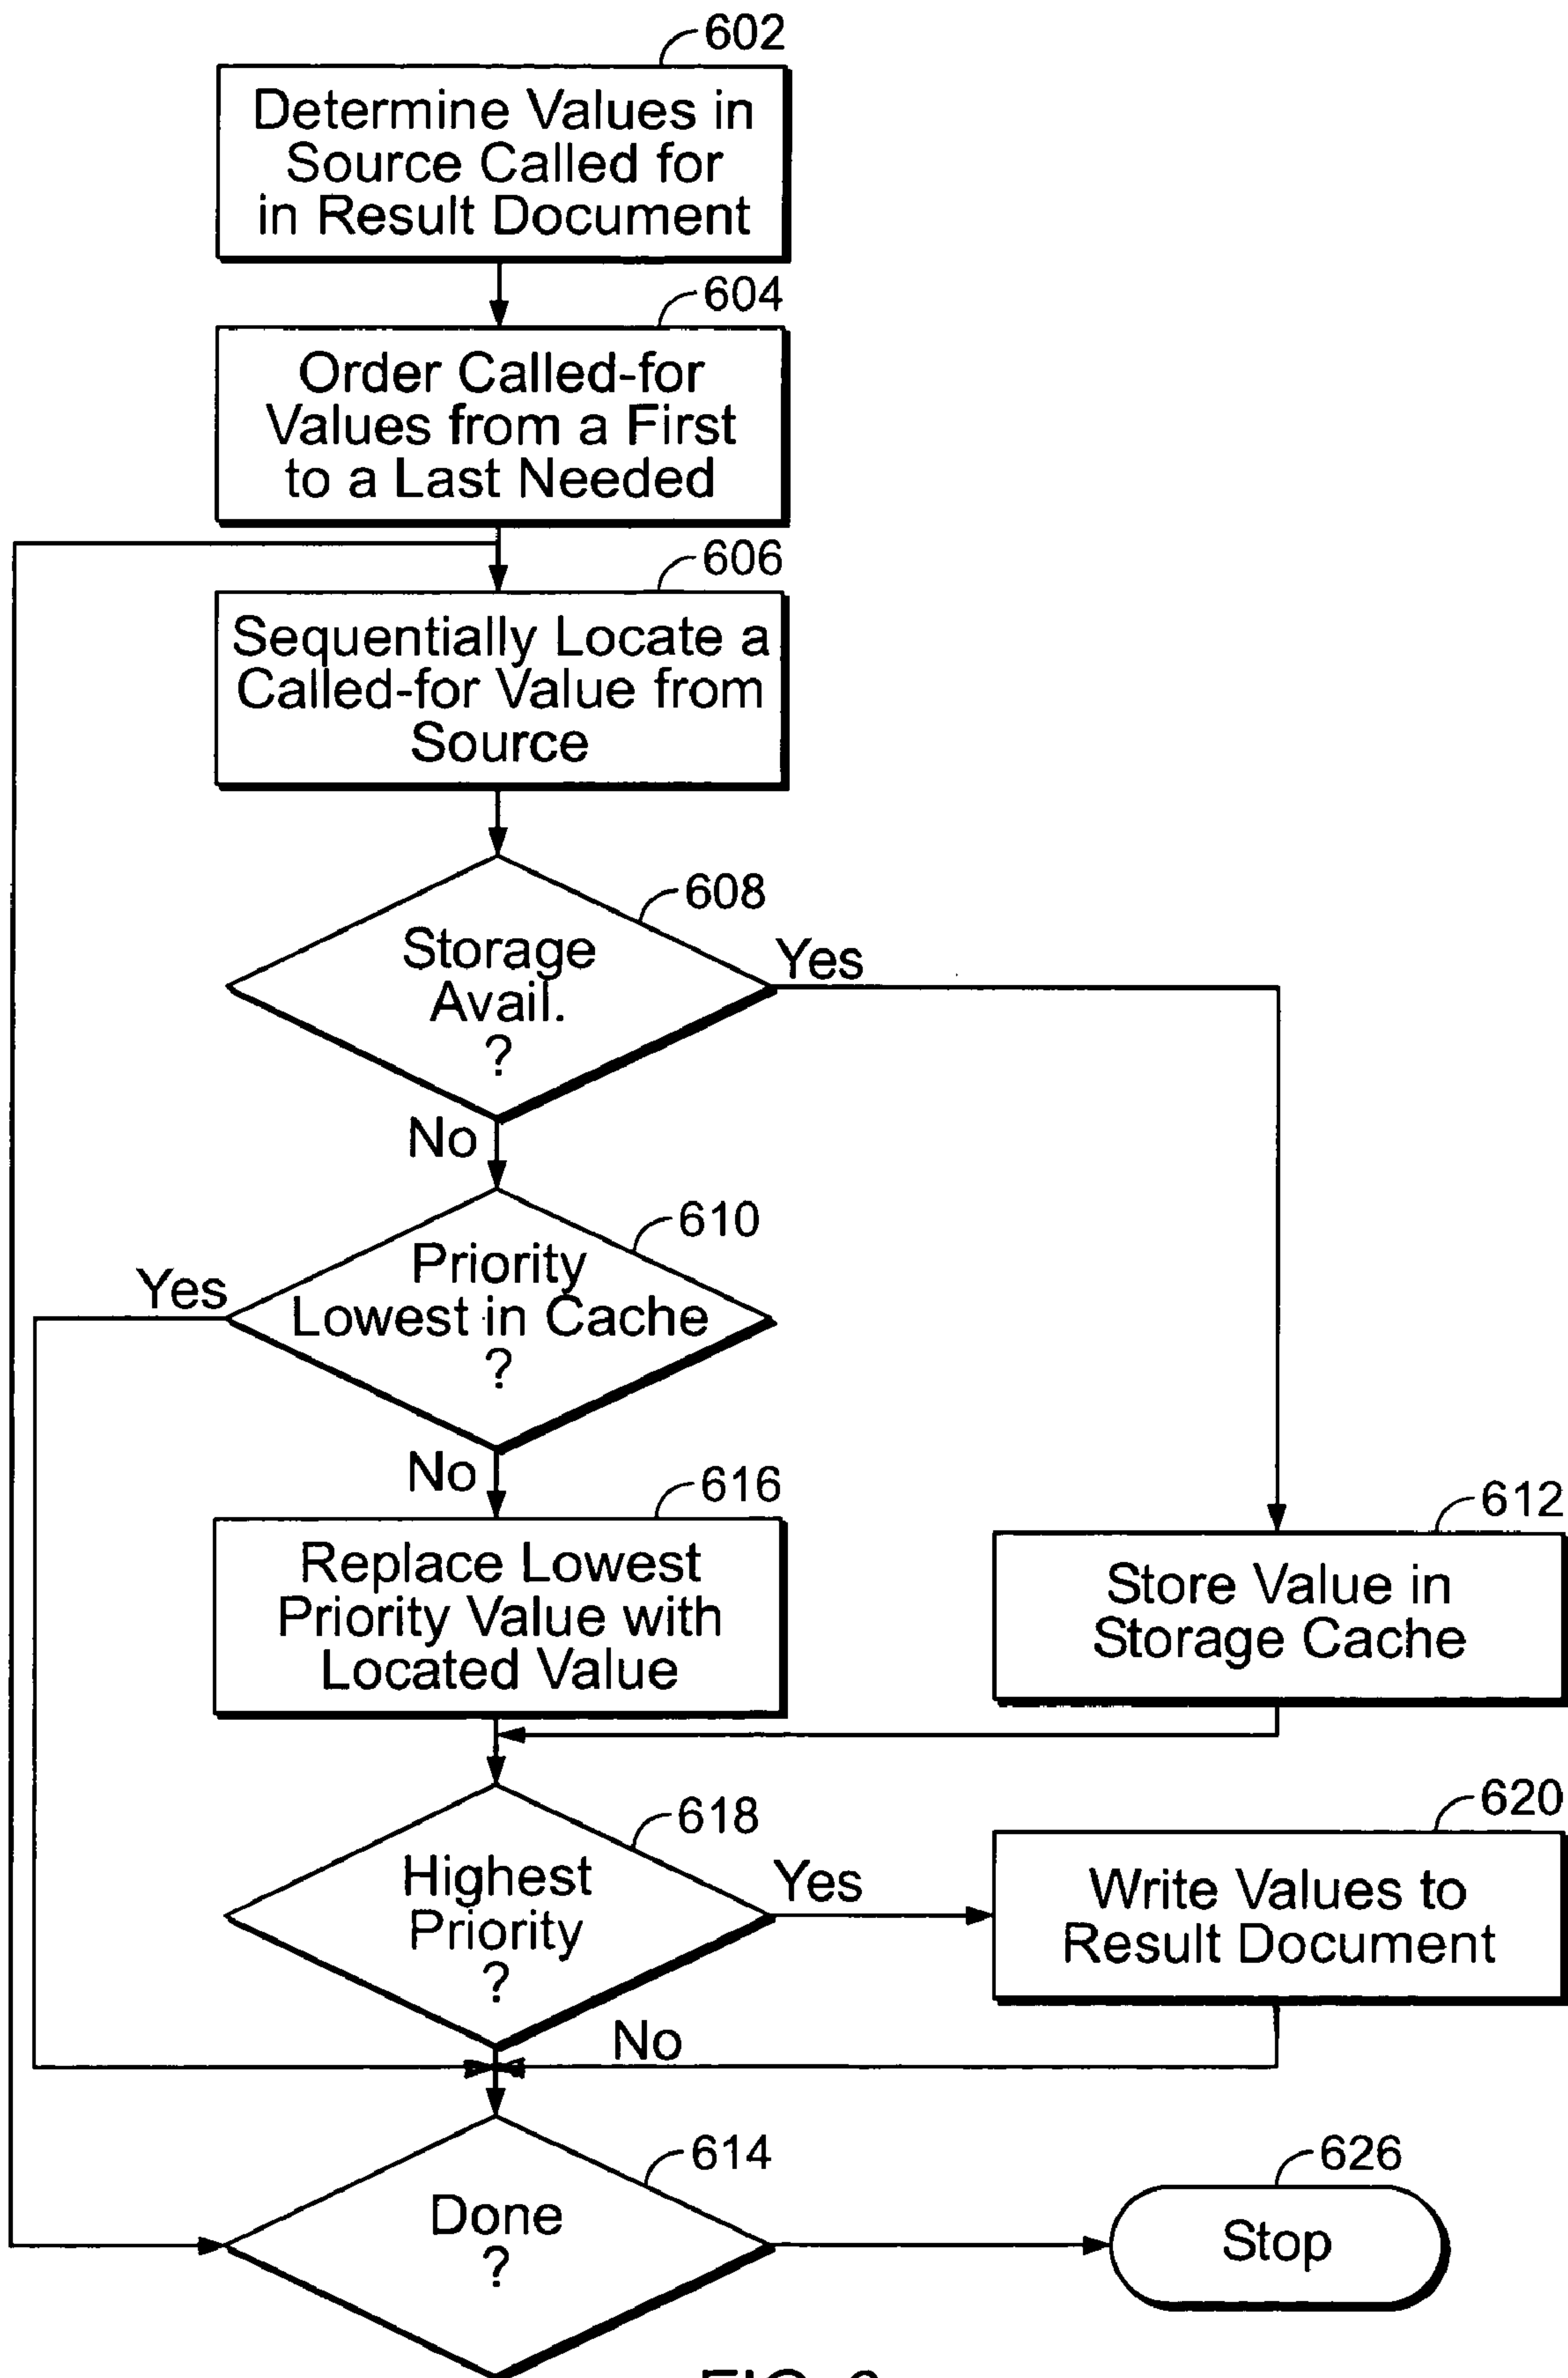 602
Determine Values in
Source Called for
in Result Document
604
Order Called-for
Values from a First
to a Last Needed
606
Sequentially Locate a
Called-for Value from
Source
608
Storage
Avail.
?
Yes
No
610
Priority
Lowest in Cache
?
Yes
No
616
Replace Lowest
Priority Value with
Located Value
612
Store Value in
Storage Cache
618
Highest
Priority
?
Yes
620
Write Values to
Result Document
No
614
Done
?
626
Stop